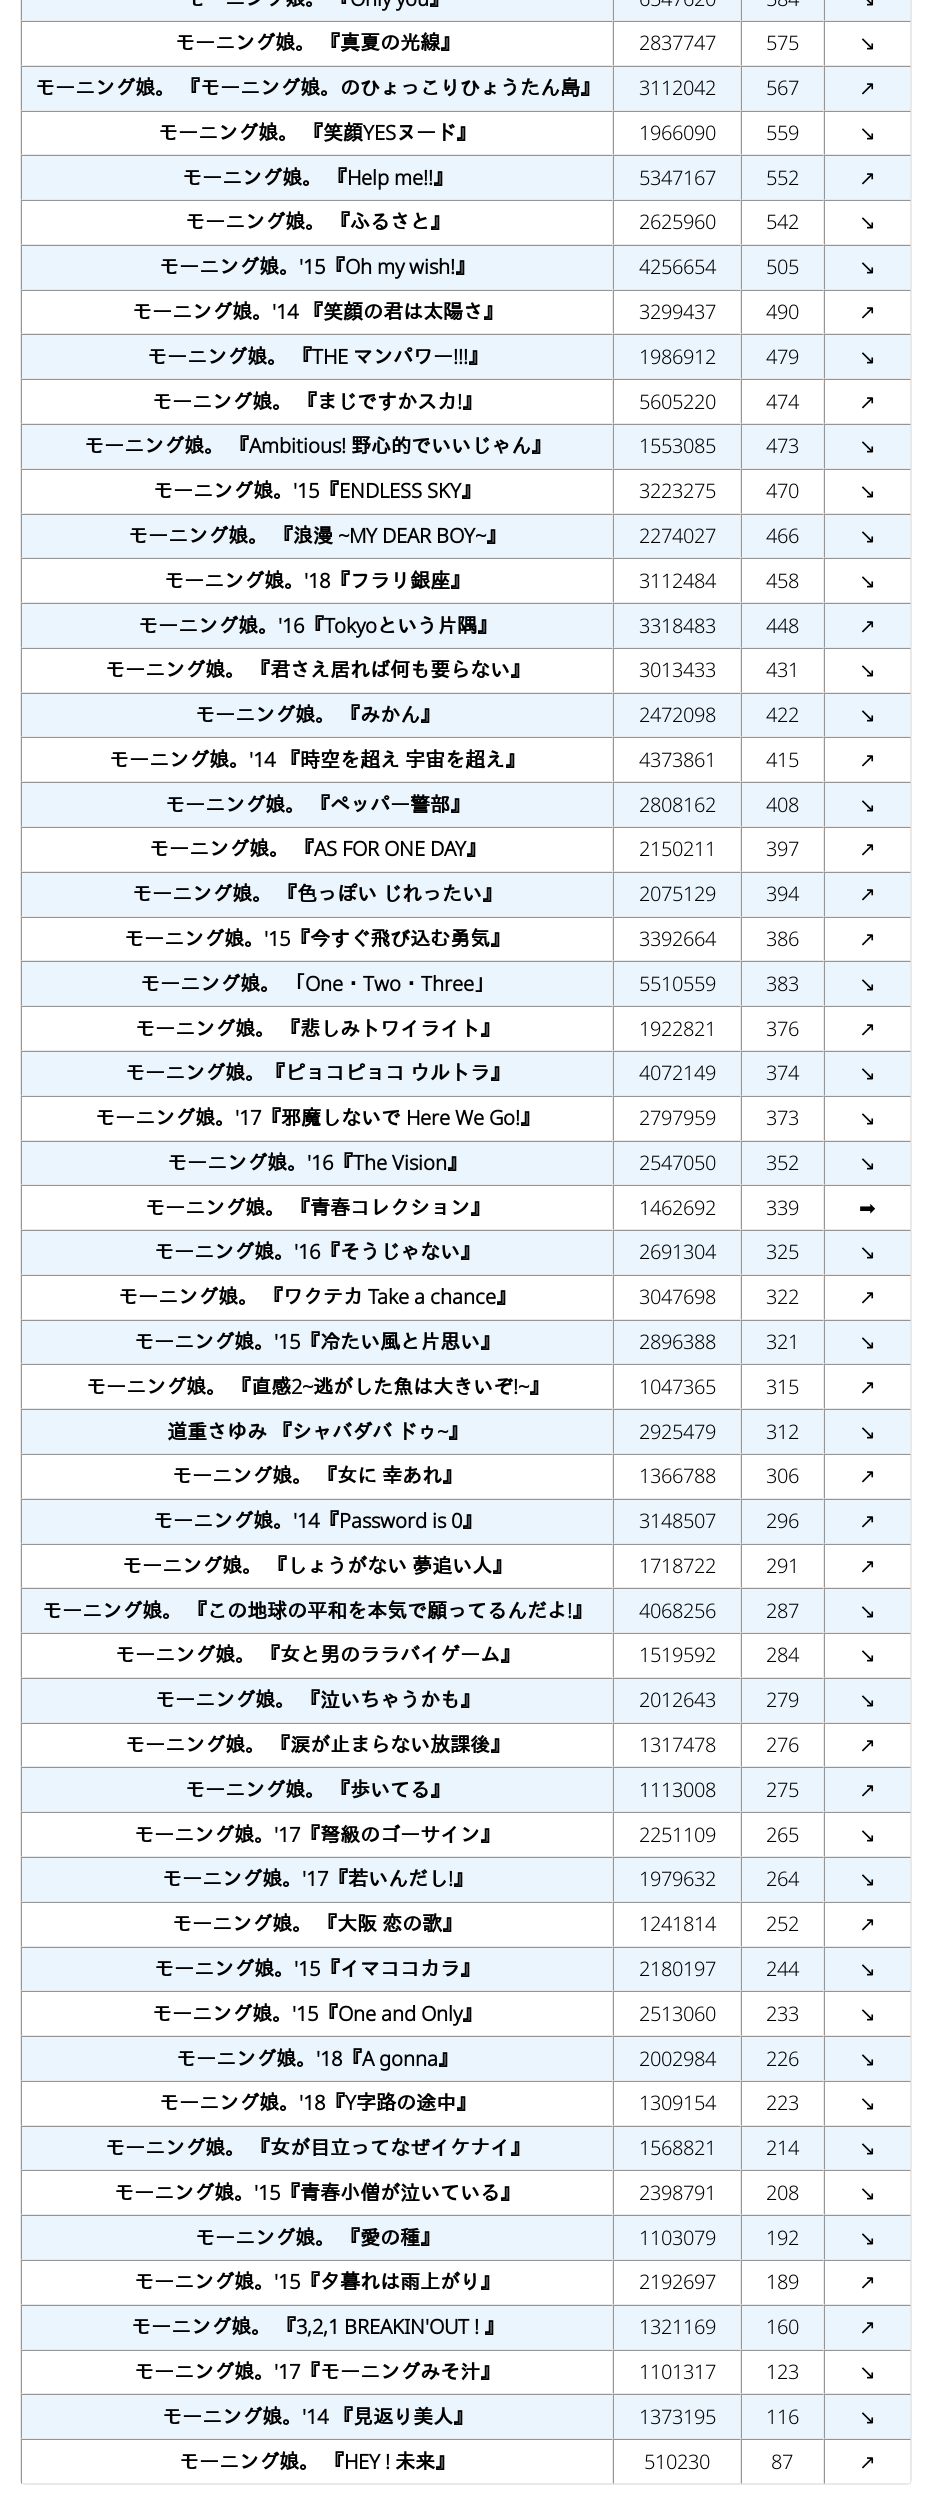 モーニング娘。 『Only you』 6547620 584 ↘
モーニング娘。 『真夏の光線』 2837747 575 ↘
モーニング娘。 『モーニング娘。のひょっこりひょうたん島』 3112042 567 ↗
モーニング娘。 『笑顔YESヌード』 1966090 559 ↘
モーニング娘。 『Help me!!』 5347167 552 ↗
モーニング娘。 『ふるさと』 2625960 542 ↘
モーニング娘。'15『Oh my wish!』 4256654 505 ↘
モーニング娘。'14 『笑顔の君は太陽さ』 3299437 490 ↗
モーニング娘。 『THE マンパワー!!!』 1986912 479 ↘
モーニング娘。 『まじですかスカ!』 5605220 474 ↗
モーニング娘。 『Ambitious! 野心的でいいじゃん』 1553085 473 ↘
モーニング娘。'15『ENDLESS SKY』 3223275 470 ↘
モーニング娘。 『浪漫 ~MY DEAR BOY~』 2274027 466 ↘
モーニング娘。'18『フラリ銀座』 3112484 458 ↘
モーニング娘。'16『Tokyoという片隅』 3318483 448 ↗
モーニング娘。 『君さえ居れば何も要らない』 3013433 431 ↘
モーニング娘。 『みかん』 2472098 422 ↘
モーニング娘。'14 『時空を超え 宇宙を超え』 4373861 415 ↗
モーニング娘。 『ペッパー警部』 2808162 408 ↘
モーニング娘。 『AS FOR ONE DAY』 2150211 397 ↗
モーニング娘。 『色っぽい じれったい』 2075129 394 ↗
モーニング娘。'15『今すぐ飛び込む勇気』 3392664 386 ↗
モーニング娘。 「One・Two・Three」 5510559 383 ↘
モーニング娘。 『悲しみトワイライト』 1922821 376 ↗
モーニング娘。『ピョコピョコ ウルトラ』 4072149 374 ↘
モーニング娘。'17『邪魔しないで Here We Go!』 2797959 373 ↘
モーニング娘。'16『The Vision』 2547050 352 ↘
モーニング娘。 『青春コレクション』 1462692 339 ➡
モーニング娘。'16『そうじゃない』 2691304 325 ↘
モーニング娘。 『ワクテカ Take a chance』 3047698 322 ↗
モーニング娘。'15『冷たい風と片思い』 2896388 321 ↘
モーニング娘。 『直感2~逃がした魚は大きいぞ!~』 1047365 315 ↗
道重さゆみ 『シャバダバ ドゥ~』 2925479 312 ↘
モーニング娘。 『女に 幸あれ』 1366788 306 ↗
モーニング娘。'14『Password is 0』 3148507 296 ↗
モーニング娘。 『しょうがない 夢追い人』 1718722 291 ↗
モーニング娘。 『この地球の平和を本気で願ってるんだよ!』 4068256 287 ↘
モーニング娘。 『女と男のララバイゲーム』 1519592 284 ↘
モーニング娘。 『泣いちゃうかも』 2012643 279 ↘
モーニング娘。 『涙が止まらない放課後』 1317478 276 ↗
モーニング娘。 『歩いてる』 1113008 275 ↗
モーニング娘。'17『弩級のゴーサイン』 2251109 265 ↘
モーニング娘。'17『若いんだし!』 1979632 264 ↘
モーニング娘。 『大阪 恋の歌』 1241814 252 ↗
モーニング娘。'15『イマココカラ』 2180197 244 ↘
モーニング娘。'15『One and Only』 2513060 233 ↘
モーニング娘。'18『A gonna』 2002984 226 ↘
モーニング娘。'18『Y字路の途中』 1309154 223 ↘
モーニング娘。 『女が目立ってなぜイケナイ』 1568821 214 ↘
モーニング娘。'15『青春小僧が泣いている』 2398791 208 ↘
モーニング娘。 『愛の種』 1103079 192 ↘
モーニング娘。'15『夕暮れは雨上がり』 2192697 189 ↗
モーニング娘。 『3,2,1 BREAKIN'OUT ! 』 1321169 160 ↗
モーニング娘。'17『モーニングみそ汁』 1101317 123 ↘
モーニング娘。'14 『見返り美人』 1373195 116 ↘
モーニング娘。 『HEY ! 未来』 510230 87 ↗